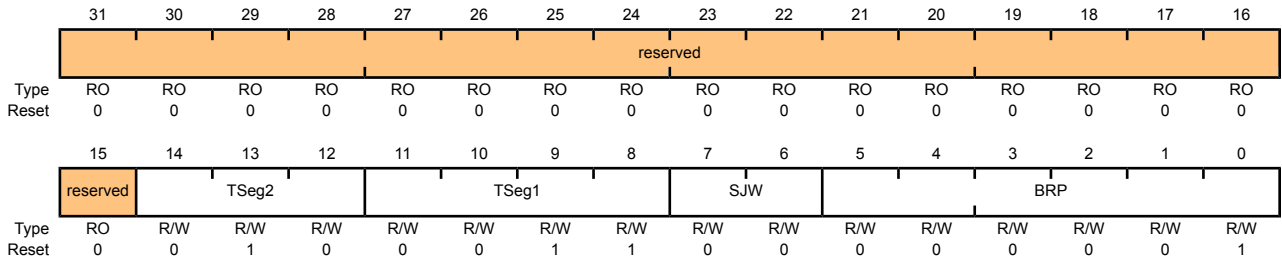 31 30 29 28 27 26 25 24 23 22 21 20 19 18 17 16
reserved
Type RO RO RO RO RO RO RO RO RO RO RO RO RO RO RO RO
Reset 0 0 0 0 0 0 0 0 0 0 0 0 0 0 0 0
15 14 13 12 11 10 9 8 7 6 5 4 3 2 1 0
reserved TSeg2 TSeg1 SJW BRP
Type RO R/W R/W R/W R/W R/W R/W R/W R/W R/W R/W R/W R/W R/W R/W R/W
Reset 0 0 1 0 0 0 1 1 0 0 0 0 0 0 0 1